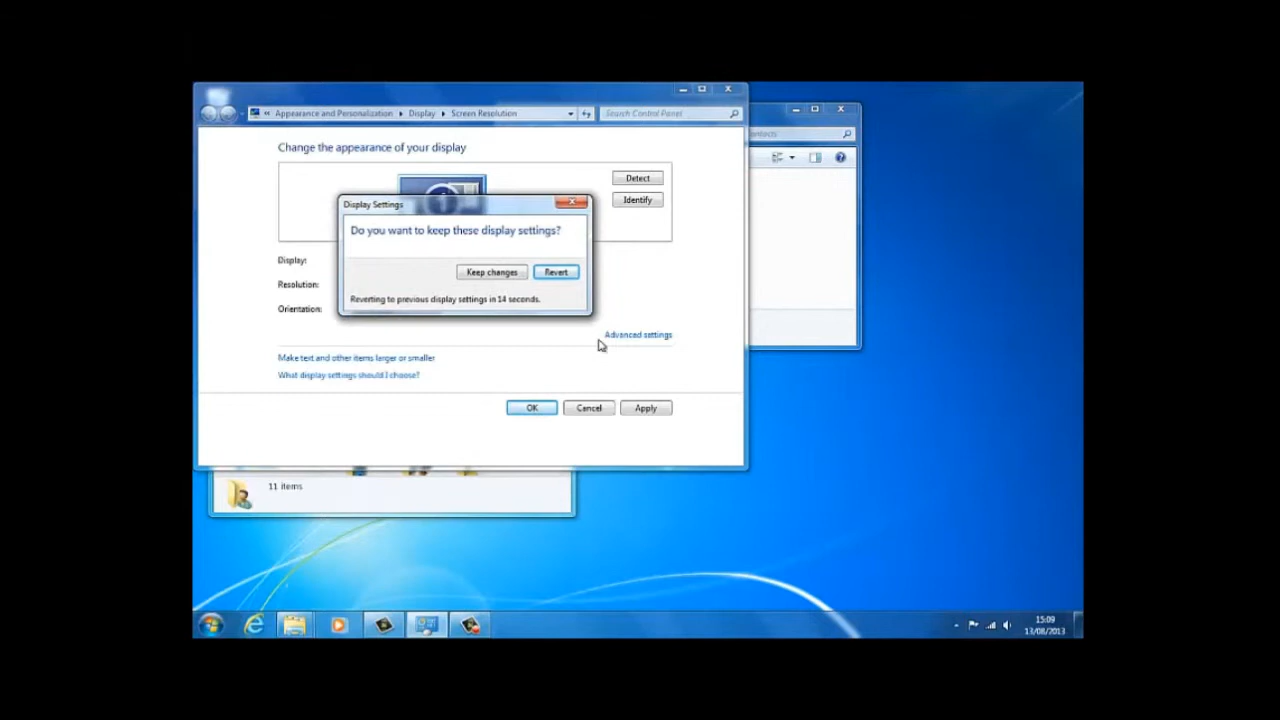 Appearance and Personalization
Display
Screen Resolution
Search Control Panel
Change the appearance of your display
Detect
Identify
Display Settings
Do you want to keep these display settings?
Keep changes
Revert
Reverting to previous display settings in 14 seconds.
Display:
Resolution:
Orientation:
Advanced settings
Make text and other items larger or smaller
What display settings should I choose?
OK
Cancel
Apply
11 items
15:09
13/08/2013